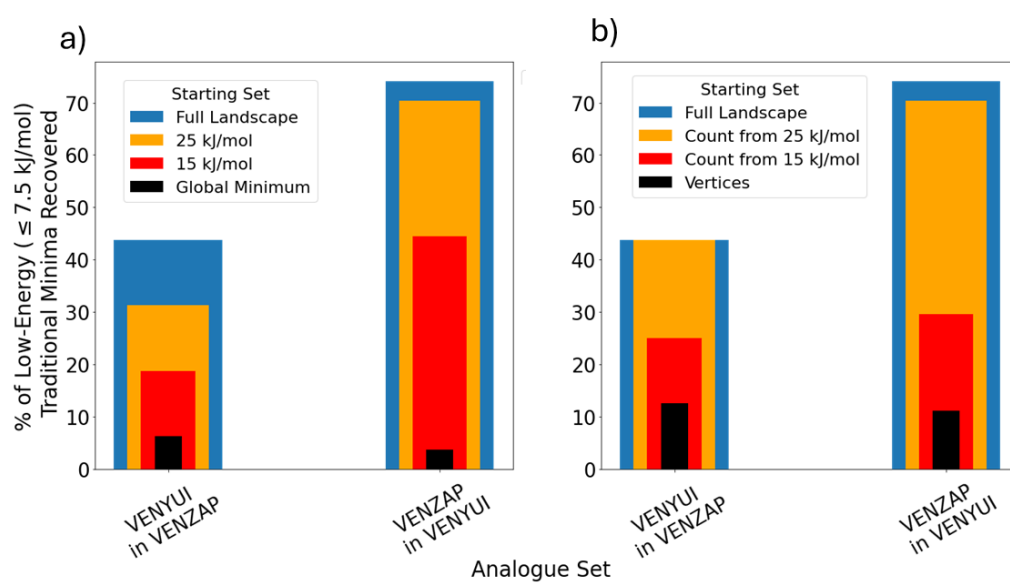 a)
b)
% of Low-Energy (≤ 7.5 kJ/mol)
Traditional Minima Recovered
70
60
50
40
30
20
10
0
Starting Set
Full Landscape
25 kJ/mol
15 kJ/mol
Global Minimum
VENYUI
in VENZAP
VENZAP
in VENYUI
70
60
50
40
30
20
10
0
Starting Set
Full Landscape
Count from 25 kJ/mol
Count from 15 kJ/mol
Vertices
VENYUI
in VENZAP
VENZAP
in VENYUI
Analogue Set